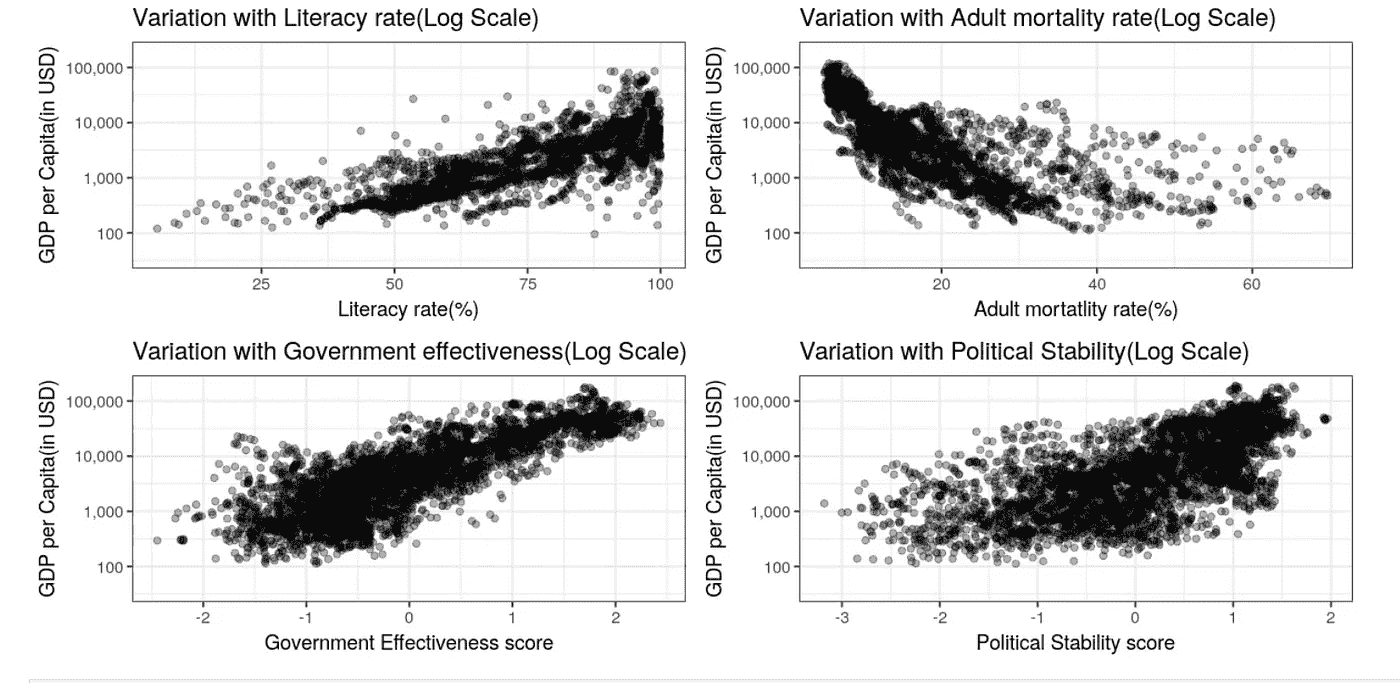 Variation with Literacy rate(Log Scale)
GDP per Capita(in USD)
100,000
10,000
1,000
100
25 50 75 100
Literacy rate(%)
Variation with Adult mortality rate(Log Scale)
GDP per Capita(in USD)
100,000
10,000
1,000
100
20 40 60
Adult mortatlity rate(%)
Variation with Government effectiveness(Log Scale)
GDP per Capita(in USD)
100,000
10,000
1,000
100
-2 -1 0 1 2
Government Effectiveness score
Variation with Political Stability(Log Scale)
GDP per Capita(in USD)
100,000
10,000
1,000
100
-3 -2 -1 0 1 2
Political Stability score